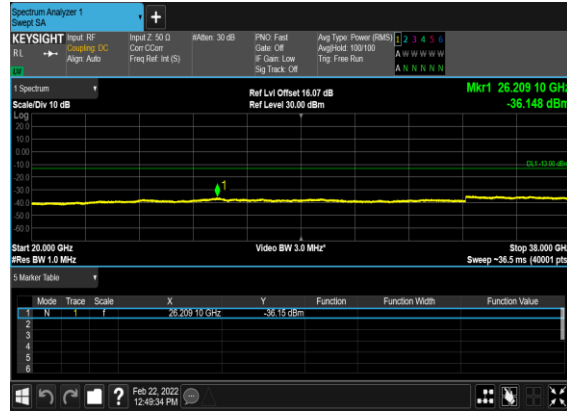 Spectrum Analyzer 1
Swept SA
+
KEYSIGHT
RL
Input: RF
Coupling: DC
Align: Auto
Input Z: 50 Ω
Corr CCorr
Freq Ref: Int (S)
#Atten: 30 dB
PNO: Fast
Gate: Off
IF Gain: Low
Sig Track: Off
Avg Type: Power (RMS)
Avg|Hold: 100/100
Trig: Free Run
1 2 3 4 5 6
A W W W W W
A N N N N N
1 Spectrum
Scale/Div 10 dB
Ref Lvl Offset 16.07 dB
Ref Level 30.00 dBm
Mkr1 26.209 10 GHz
-36.148 dBm
Log
20.0
10.0
0.00
-10.0
-20.0
-30.0
-40.0
-50.0
-60.0
DL1 -13.00 dBm
1
Start 20.000 GHz
#Res BW 1.0 MHz
Video BW 3.0 MHz*
Stop 38.000 GHz
Sweep ~36.5 ms (40001 pts)
5 Marker Table
Mode Trace Scale X Y Function Function Width Function Value
1 N 1 f 26.209 10 GHz -36.15 dBm
2
3
4
5
6
?
Feb 22, 2022
12:49:34 PM